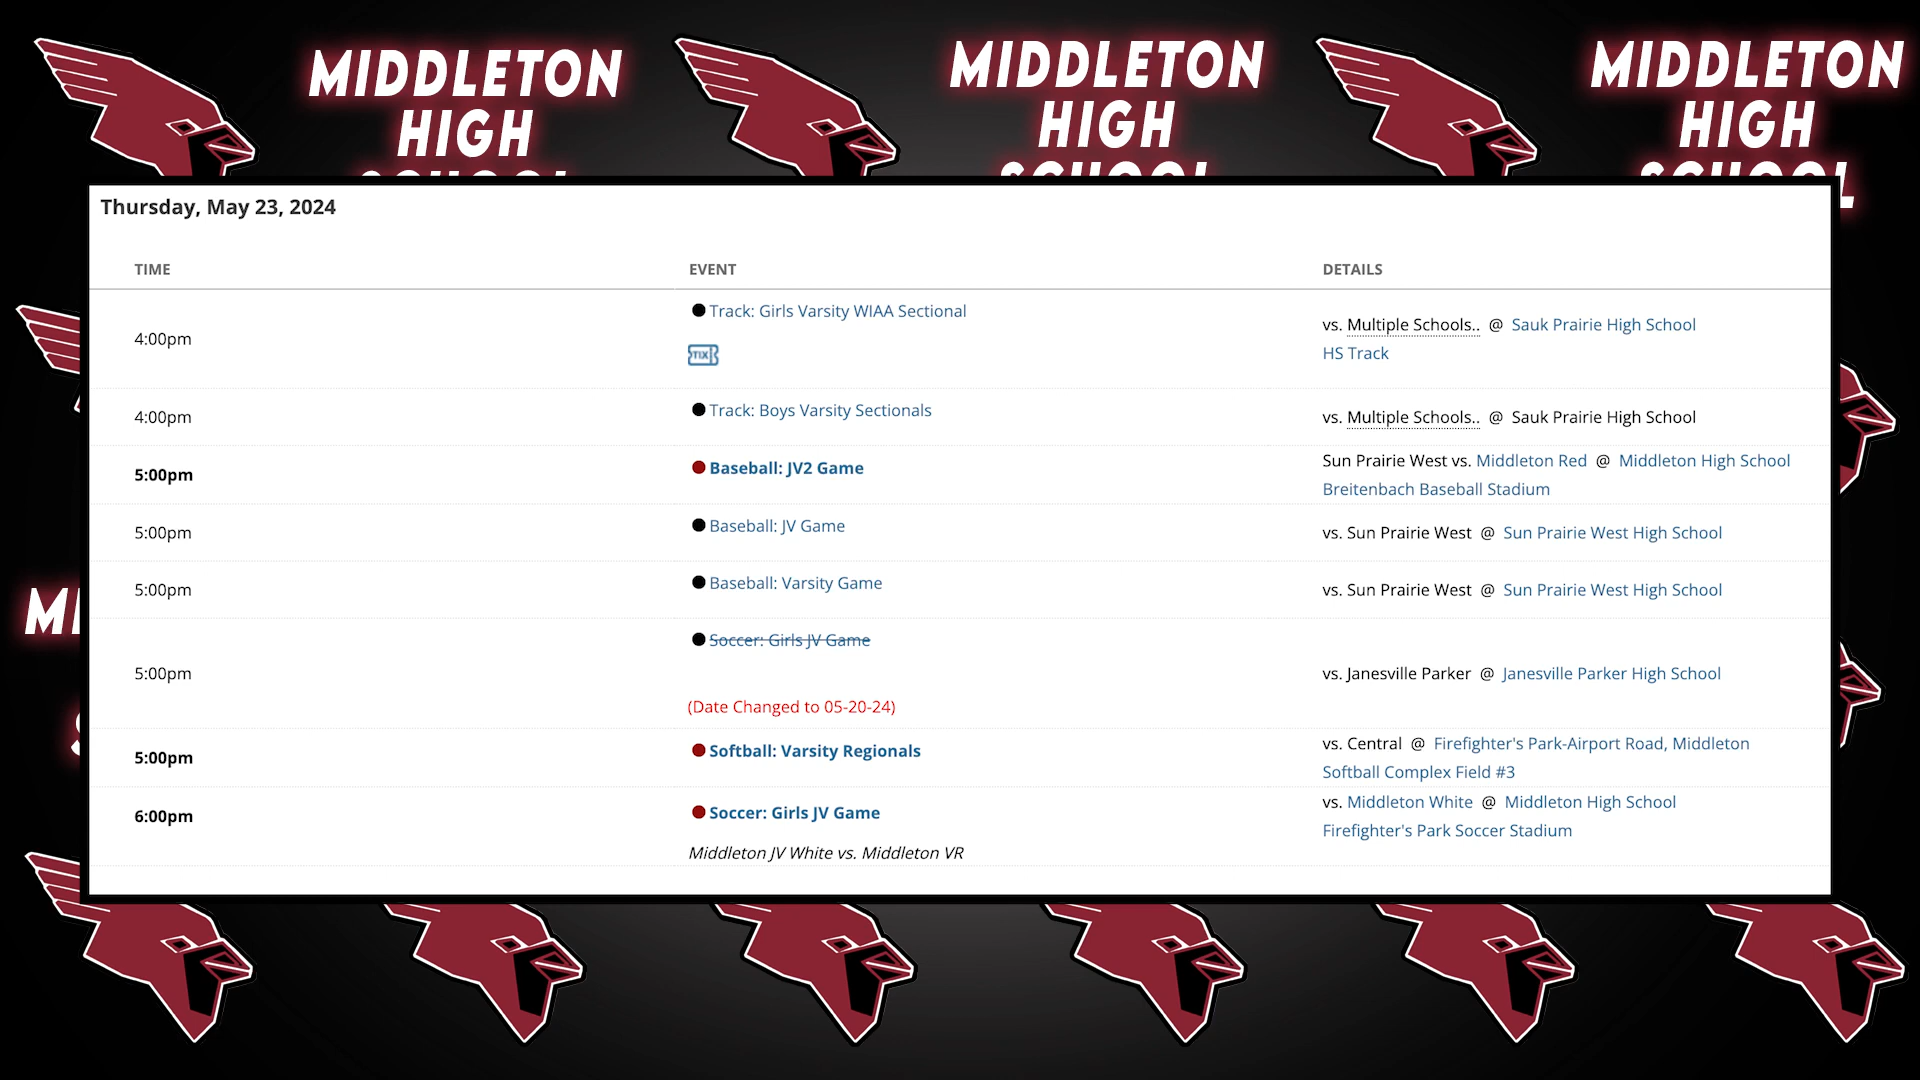 MIDDLETON
HIGH
SCHOOL
MIDDLETON
HIGH
SCHOOL
MIDDLETON
HIGH
SCHOOL
Thursday, May 23, 2024
TIME EVENT DETAILS
4:00pm Track: Girls Varsity WIAA Sectional vs. Multiple Schools.. @ Sauk Prairie High School
TIX HS Track
4:00pm Track: Boys Varsity Sectionals vs. Multiple Schools.. @ Sauk Prairie High School
5:00pm Baseball: JV2 Game Sun Prairie West vs. Middleton Red @ Middleton High School
Breitenbach Baseball Stadium
5:00pm Baseball: JV Game vs. Sun Prairie West @ Sun Prairie West High School
5:00pm Baseball: Varsity Game vs. Sun Prairie West @ Sun Prairie West High School
5:00pm Soccer: Girls JV Game vs. Janesville Parker @ Janesville Parker High School
(Date Changed to 05-20-24)
5:00pm Softball: Varsity Regionals vs. Central @ Firefighter's Park-Airport Road, Middleton
Softball Complex Field #3
6:00pm Soccer: Girls JV Game vs. Middleton White @ Middleton High School
Firefighter's Park Soccer Stadium
Middleton JV White vs. Middleton VR